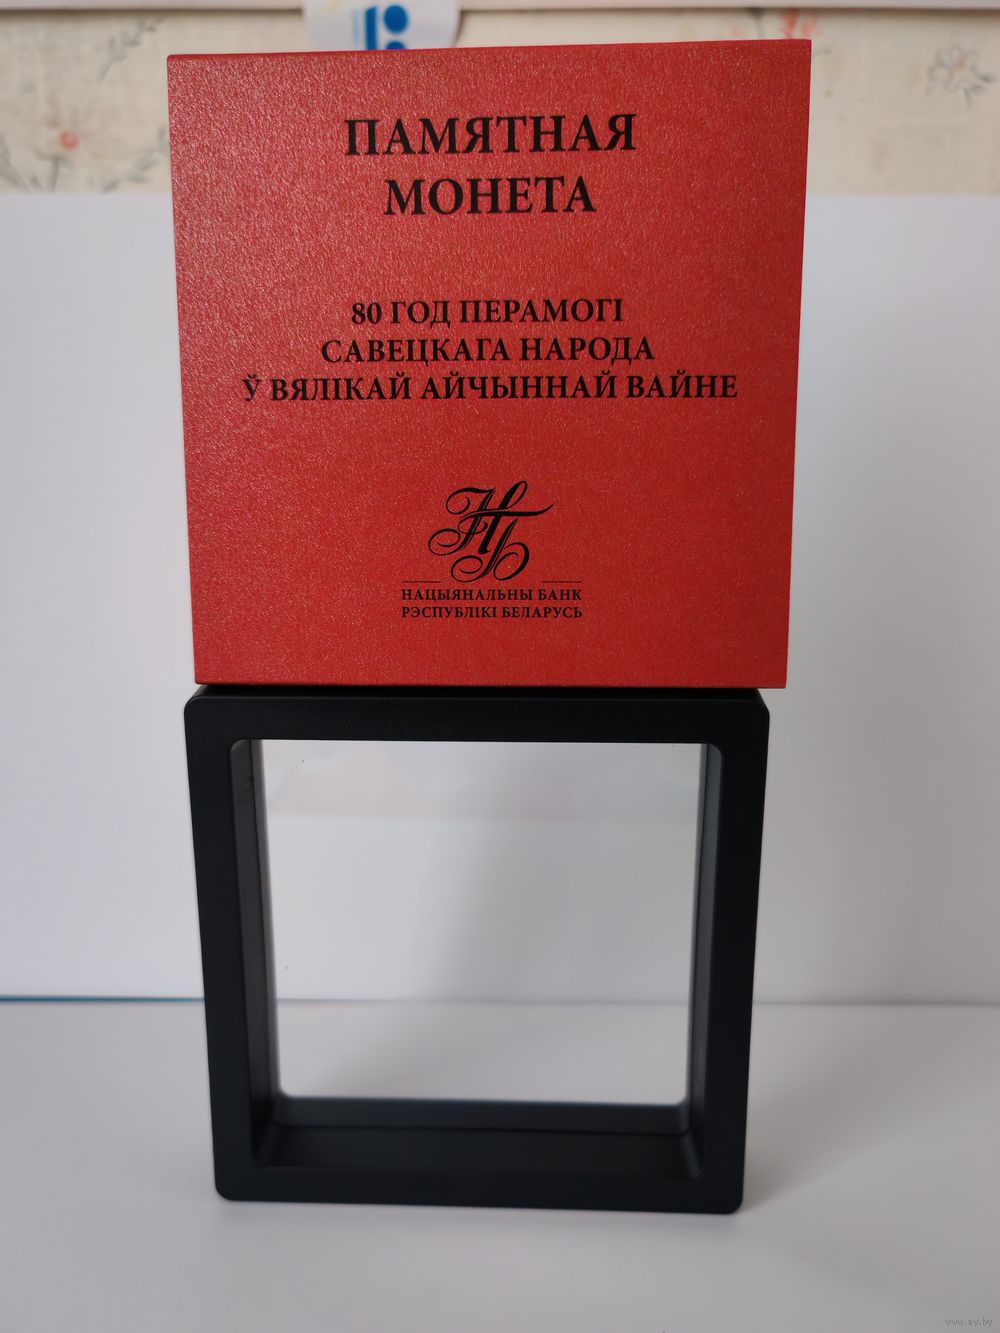 ПАМЯТНАЯ
МОНЕТА
80 ГОД ПЕРАМОГІ
САВЕЦКАГА НАРОДА
Ў ВЯЛІКАЙ АЙЧЫННАЙ ВАЙНЕ
НБ
НАЦЫЯНАЛЬНЫ БАНК
РЭСПУБЛІКІ БЕЛАРУСЬ
www.ay.by